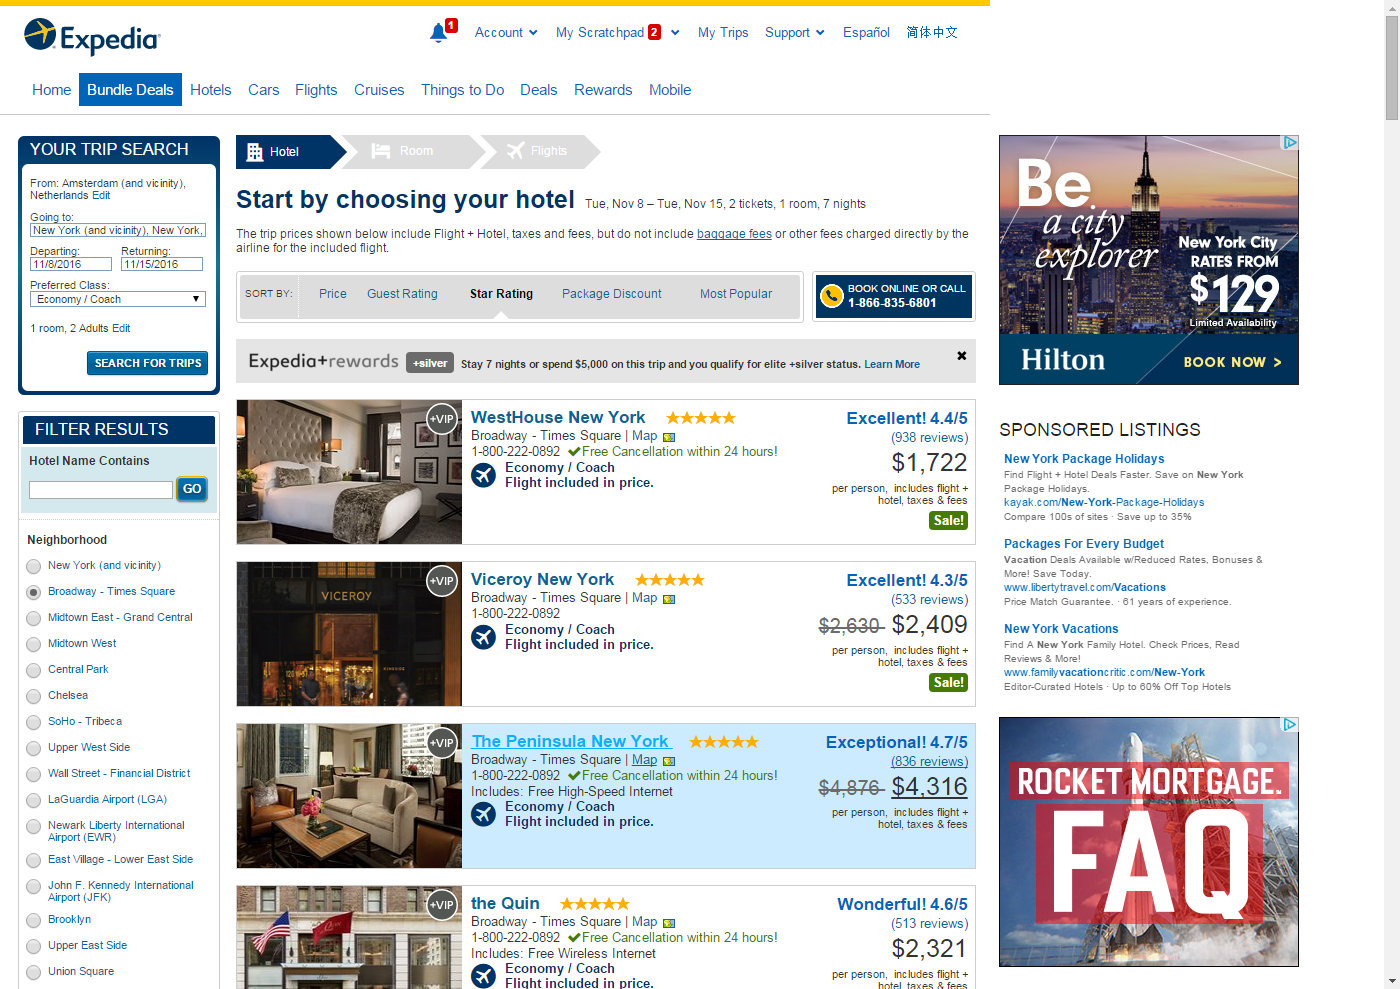 Expedia
1
Account
My Scratchpad 2
My Trips
Support
Español
简体中文
Home
Bundle Deals
Hotels
Cars
Flights
Cruises
Things to Do
Deals
Rewards
Mobile
YOUR TRIP SEARCH
From: Amsterdam (and vicinity),
Netherlands Edit
Going to:
New York (and vicinity), New York,
Departing:
Returning:
11/8/2016
11/15/2016
Preferred Class:
Economy / Coach
1 room, 2 Adults Edit
SEARCH FOR TRIPS
FILTER RESULTS
Hotel Name Contains
GO
Neighborhood
New York (and vicinity)
Broadway - Times Square
Midtown East - Grand Central
Midtown West
Central Park
Chelsea
SoHo - Tribeca
Upper West Side
Wall Street - Financial District
LaGuardia Airport (LGA)
Newark Liberty International
Airport (EWR)
East Village - Lower East Side
John F. Kennedy International
Airport (JFK)
Brooklyn
Upper East Side
Union Square
Hotel
Room
Flights
Start by choosing your hotel Tue, Nov 8 – Tue, Nov 15, 2 tickets, 1 room, 7 nights
The trip prices shown below include Flight + Hotel, taxes and fees, but do not include baggage fees or other fees charged directly by the
airline for the included flight.
SORT BY:
Price
Guest Rating
Star Rating
Package Discount
Most Popular
BOOK ONLINE OR CALL
1-866-835-6801
Expedia+rewards +silver Stay 7 nights or spend $5,000 on this trip and you qualify for elite +silver status. Learn More
+VIP
WestHouse New York
Broadway - Times Square | Map
1-800-222-0892 Free Cancellation within 24 hours!
Economy / Coach
Flight included in price.
Excellent! 4.4/5
(938 reviews)
$1,722
per person, includes flight +
hotel, taxes & fees
Sale!
VICEROY
+VIP
Viceroy New York
Broadway - Times Square | Map
1-800-222-0892
Economy / Coach
Flight included in price.
Excellent! 4.3/5
(533 reviews)
$2,630 $2,409
per person, includes flight +
hotel, taxes & fees
Sale!
+VIP
The Peninsula New York
Broadway - Times Square | Map
1-800-222-0892 Free Cancellation within 24 hours!
Includes: Free High-Speed Internet
Economy / Coach
Flight included in price.
Exceptional! 4.7/5
(836 reviews)
$4,876 $4,316
per person, includes flight +
hotel, taxes & fees
+VIP
the Quin
Broadway - Times Square | Map
1-800-222-0892 Free Cancellation within 24 hours!
Includes: Free Wireless Internet
Economy / Coach
Flight included in price.
Wonderful! 4.6/5
(513 reviews)
$2,321
per person, includes flight +
hotel, taxes & fees
Be
a city
explorer
New York City
RATES FROM
$129
Limited Availability
Hilton
BOOK NOW >
SPONSORED LISTINGS
New York Package Holidays
Find Flight + Hotel Deals Faster. Save on New York
Package Holidays.
kayak.com/New-York-Package-Holidays
Compare 100s of sites · Save up to 35%
Packages For Every Budget
Vacation Deals Available w/Reduced Rates, Bonuses &
More! Save Today.
www.libertytravel.com/Vacations
Price Match Guarantee. · 61 years of experience.
New York Vacations
Find A New York Family Hotel. Check Prices, Read
Reviews & More!
www.familyvacationcritic.com/New-York
Editor-Curated Hotels · Up to 60% Off Top Hotels
ROCKET MORTGAGE.
FAQ